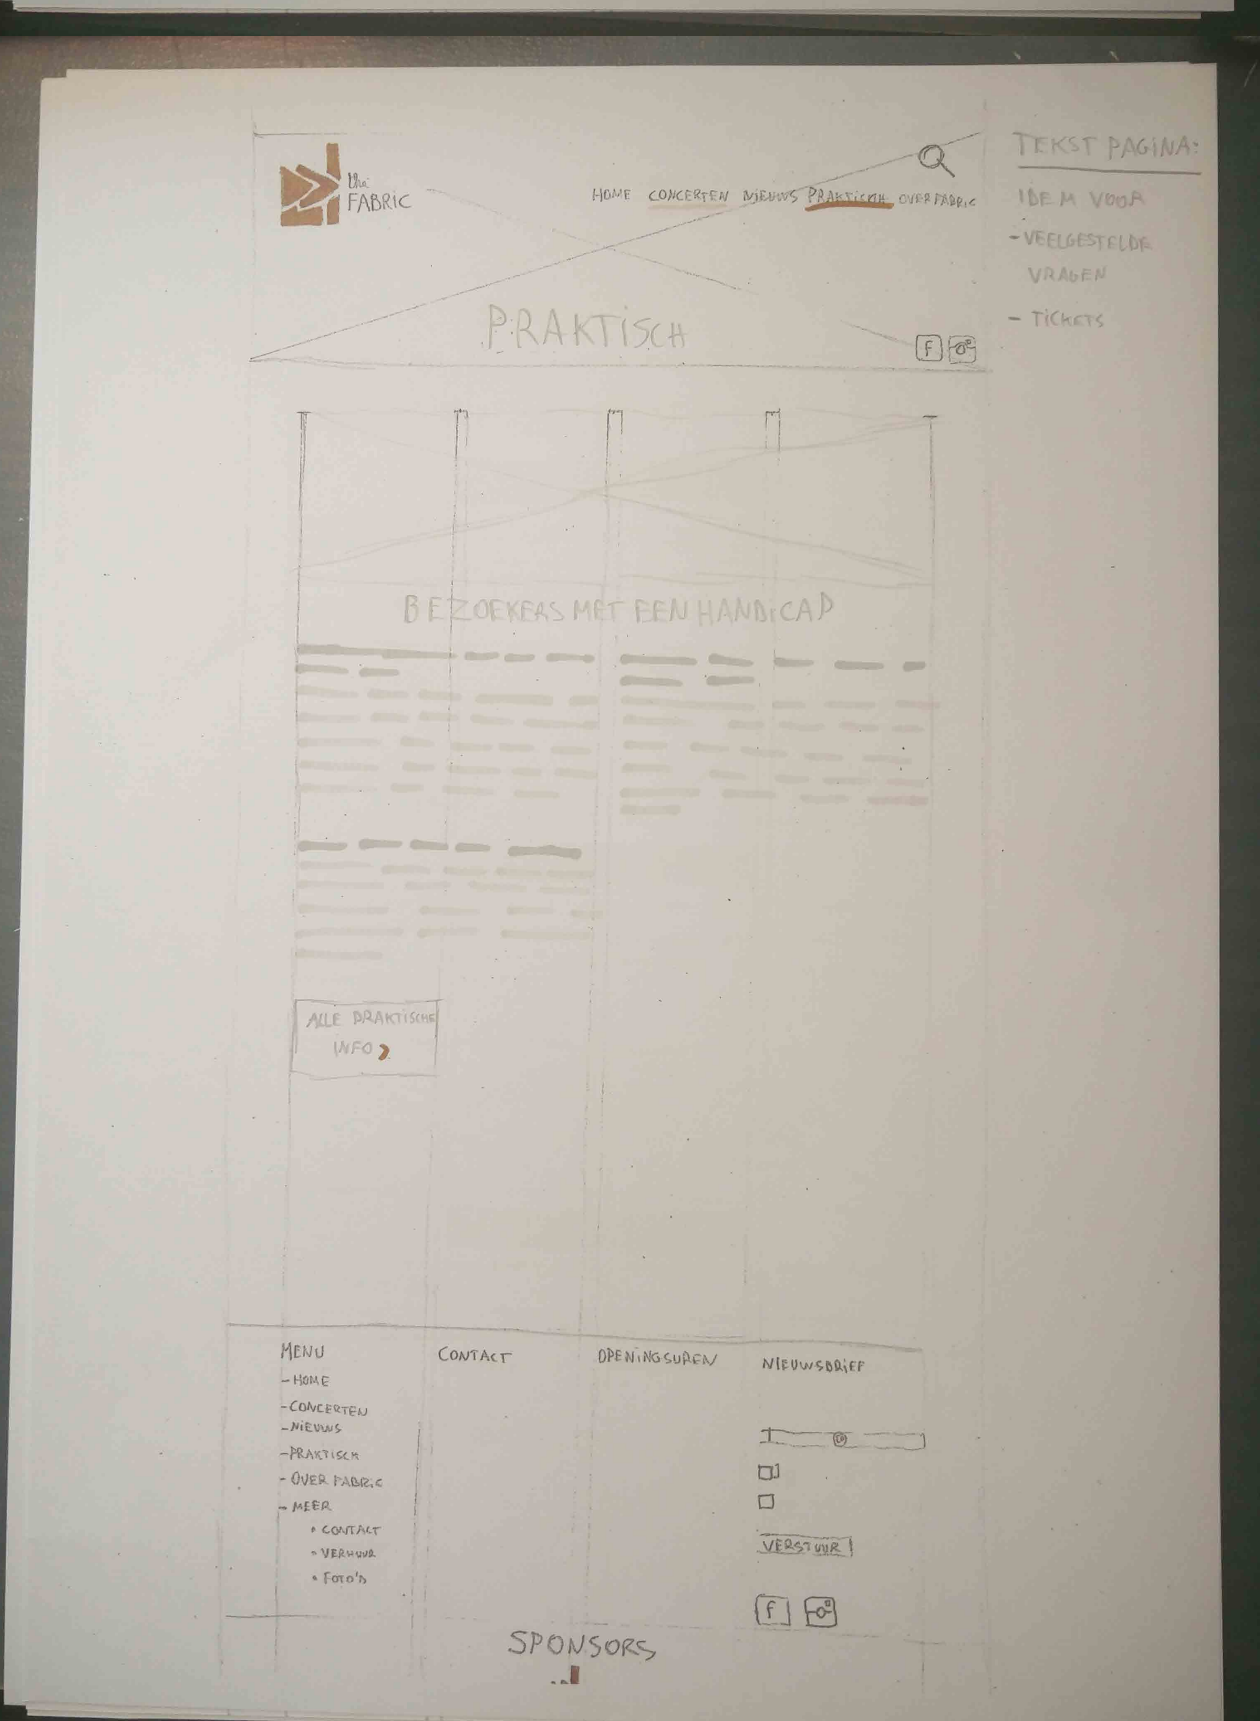 the
FABRIC
HOME CONCERTEN NIEUWS PRAKTISCH OVER FABRIC
PRAKTISCH
f
TEKST PAGINA:
IDEM VOOR
- VEELGESTELDE
VRAGEN
- TICKETS
BEZOEKERS MET EEN HANDICAP
ALLE PRAKTISCHE
INFO >
MENU
- HOME
- CONCERTEN
- NIEUWS
- PRAKTISCH
- OVER FABRIC
- MEER
• CONTACT
• VERHUUR
• FOTO'S
CONTACT
OPENINGSUREN
NIEUWSBRIEF
@
VERSTUUR
f
SPONSORS